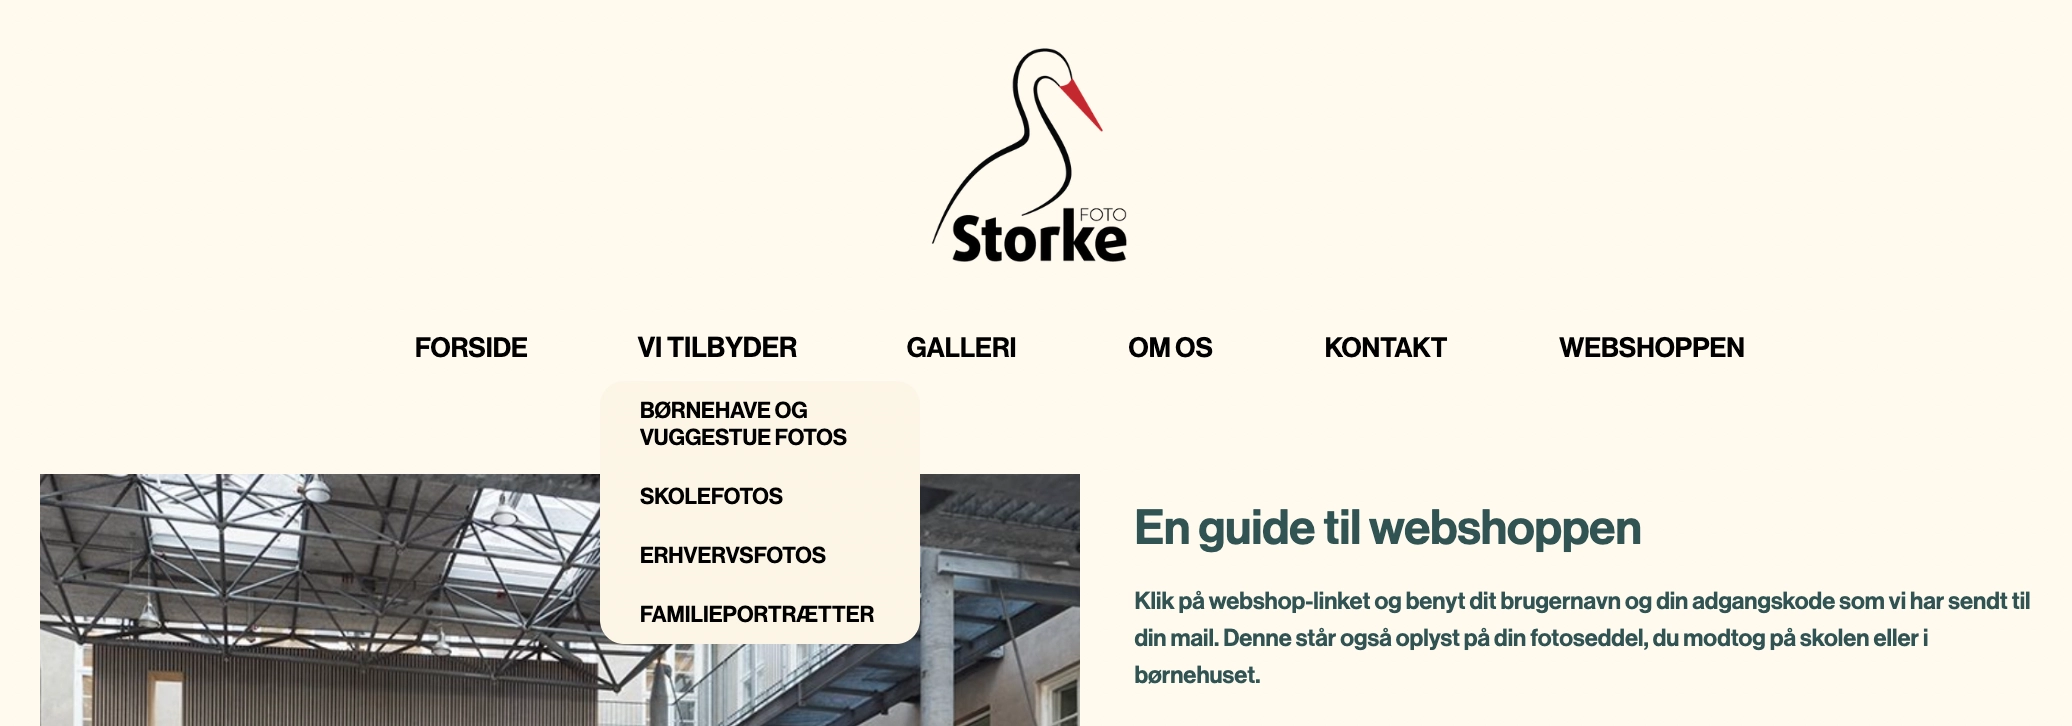 FOTO
Storke
FORSIDE
VI TILBYDER
GALLERI
OM OS
KONTAKT
WEBSHOPPEN
BØRNEHAVE OG
VUGGESTUE FOTOS
SKOLEFOTOS
ERHVERVSFOTOS
FAMILIEPORTRÆTTER
En guide til webshoppen
Klik på webshop-linket og benyt dit brugernavn og din adgangskode som vi har sendt til
din mail. Denne står også oplyst på din fotoseddel, du modtog på skolen eller i
børnehuset.